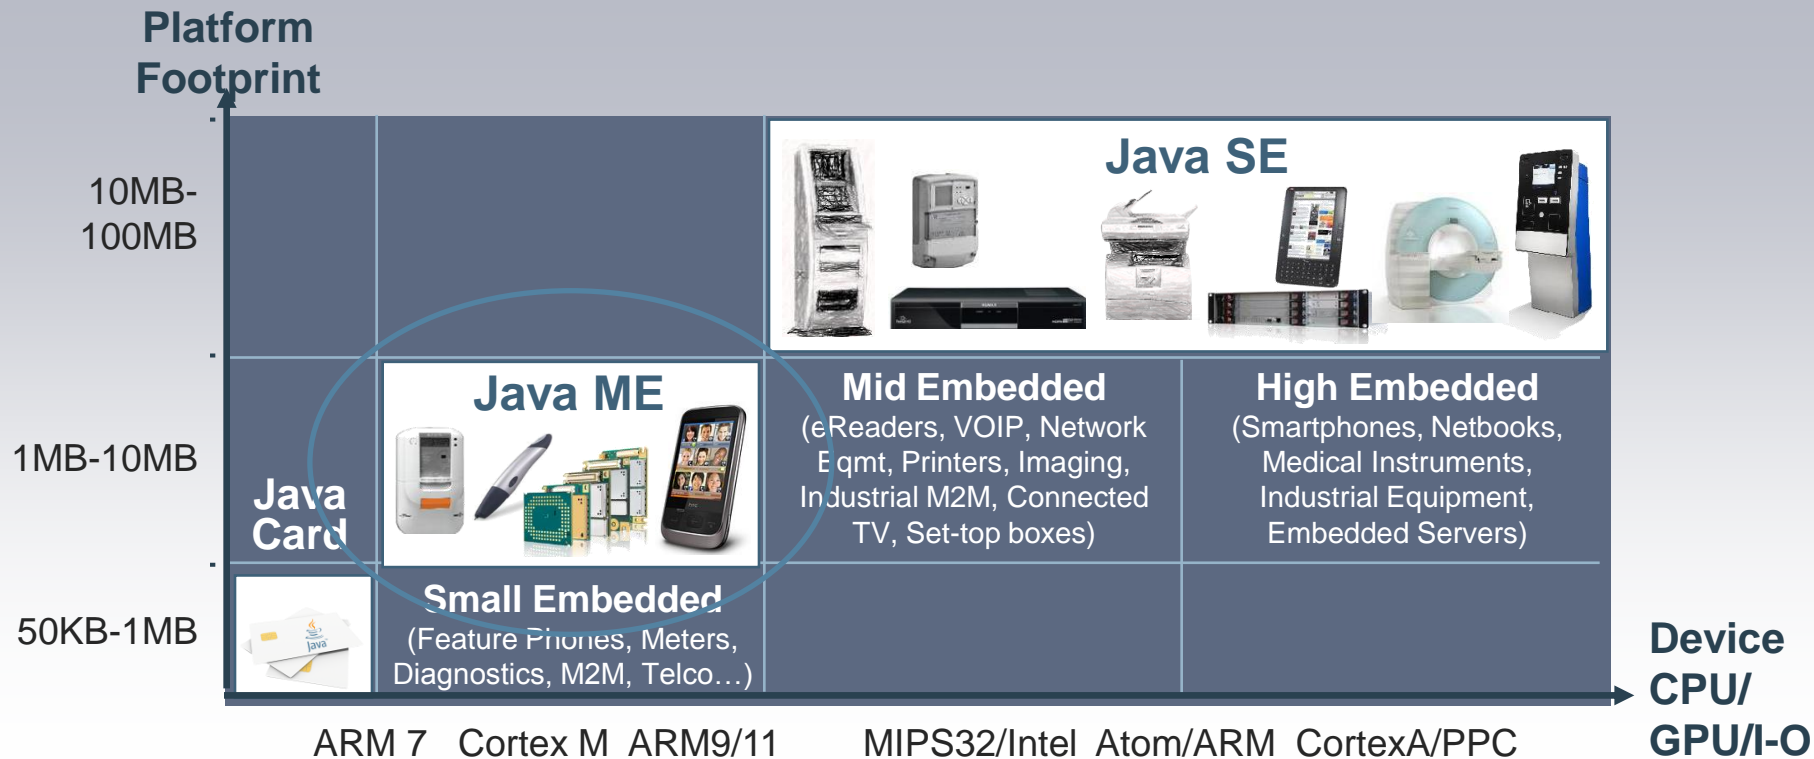 Platform
Footprint
10MB-
100MB
Java SE
1MB-10MB
Java
Card
Java ME
Mid Embedded
(eReaders, VOIP, Network
Eqmt, Printers, Imaging,
Industrial M2M, Connected
TV, Set-top boxes)
High Embedded
(Smartphones, Netbooks,
Medical Instruments,
Industrial Equipment,
Embedded Servers)
50KB-1MB
Java
Small Embedded
(Feature Phones, Meters,
Diagnostics, M2M, Telco…)
Device
CPU/
GPU/I-O
ARM 7 Cortex M ARM9/11 MIPS32/Intel Atom/ARM CortexA/PPC